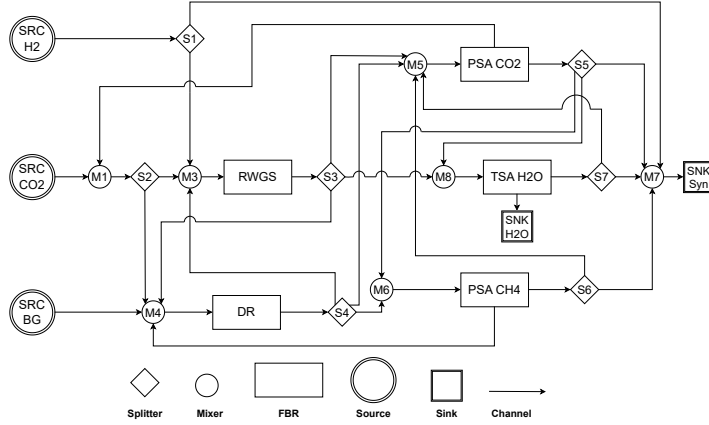 SRC
H2
S1
M5
PSA CO2
S5
SRC
CO2
M1
S2
M3
RWGS
S3
M8
TSA H2O
S7
M7
SNK
Syn
SNK
H2O
SRC
BG
M4
DR
S4
M6
PSA CH4
S6
Splitter
Mixer
FBR
Source
Sink
Channel